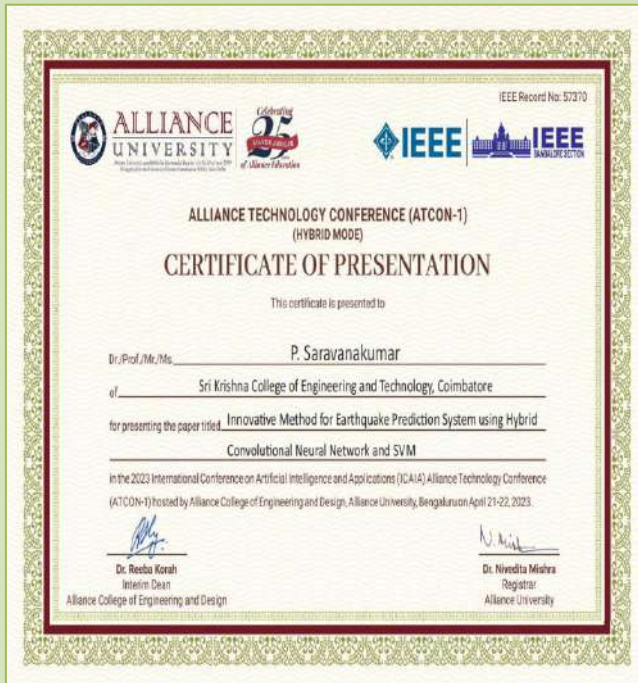 IEEE Record No: 57370
ALLIANCE
UNIVERSITY
Celebrating
25
SILVER JUBILEE
of Alliance Education
IEEE
IEEE
BANGALORE SECTION
ALLIANCE TECHNOLOGY CONFERENCE (ATCON-1)
(HYBRID MODE)
CERTIFICATE OF PRESENTATION
This certificate is presented to
Dr./Prof./Mr./Ms. P. Saravanakumar
of Sri Krishna College of Engineering and Technology, Coimbatore
for presenting the paper titled Innovative Method for Earthquake Prediction System using Hybrid
Convolutional Neural Network and SVM
in the 2023 International Conference on Artificial Intelligence and Applications (ICAIA) Alliance Technology Conference
(ATCON-1) hosted by Alliance College of Engineering and Design, Alliance University, Bengaluru on April 21-22, 2023.
Dr. Reeba Korah
Interim Dean
Alliance College of Engineering and Design
Dr. Nivedita Mishra
Registrar
Alliance University